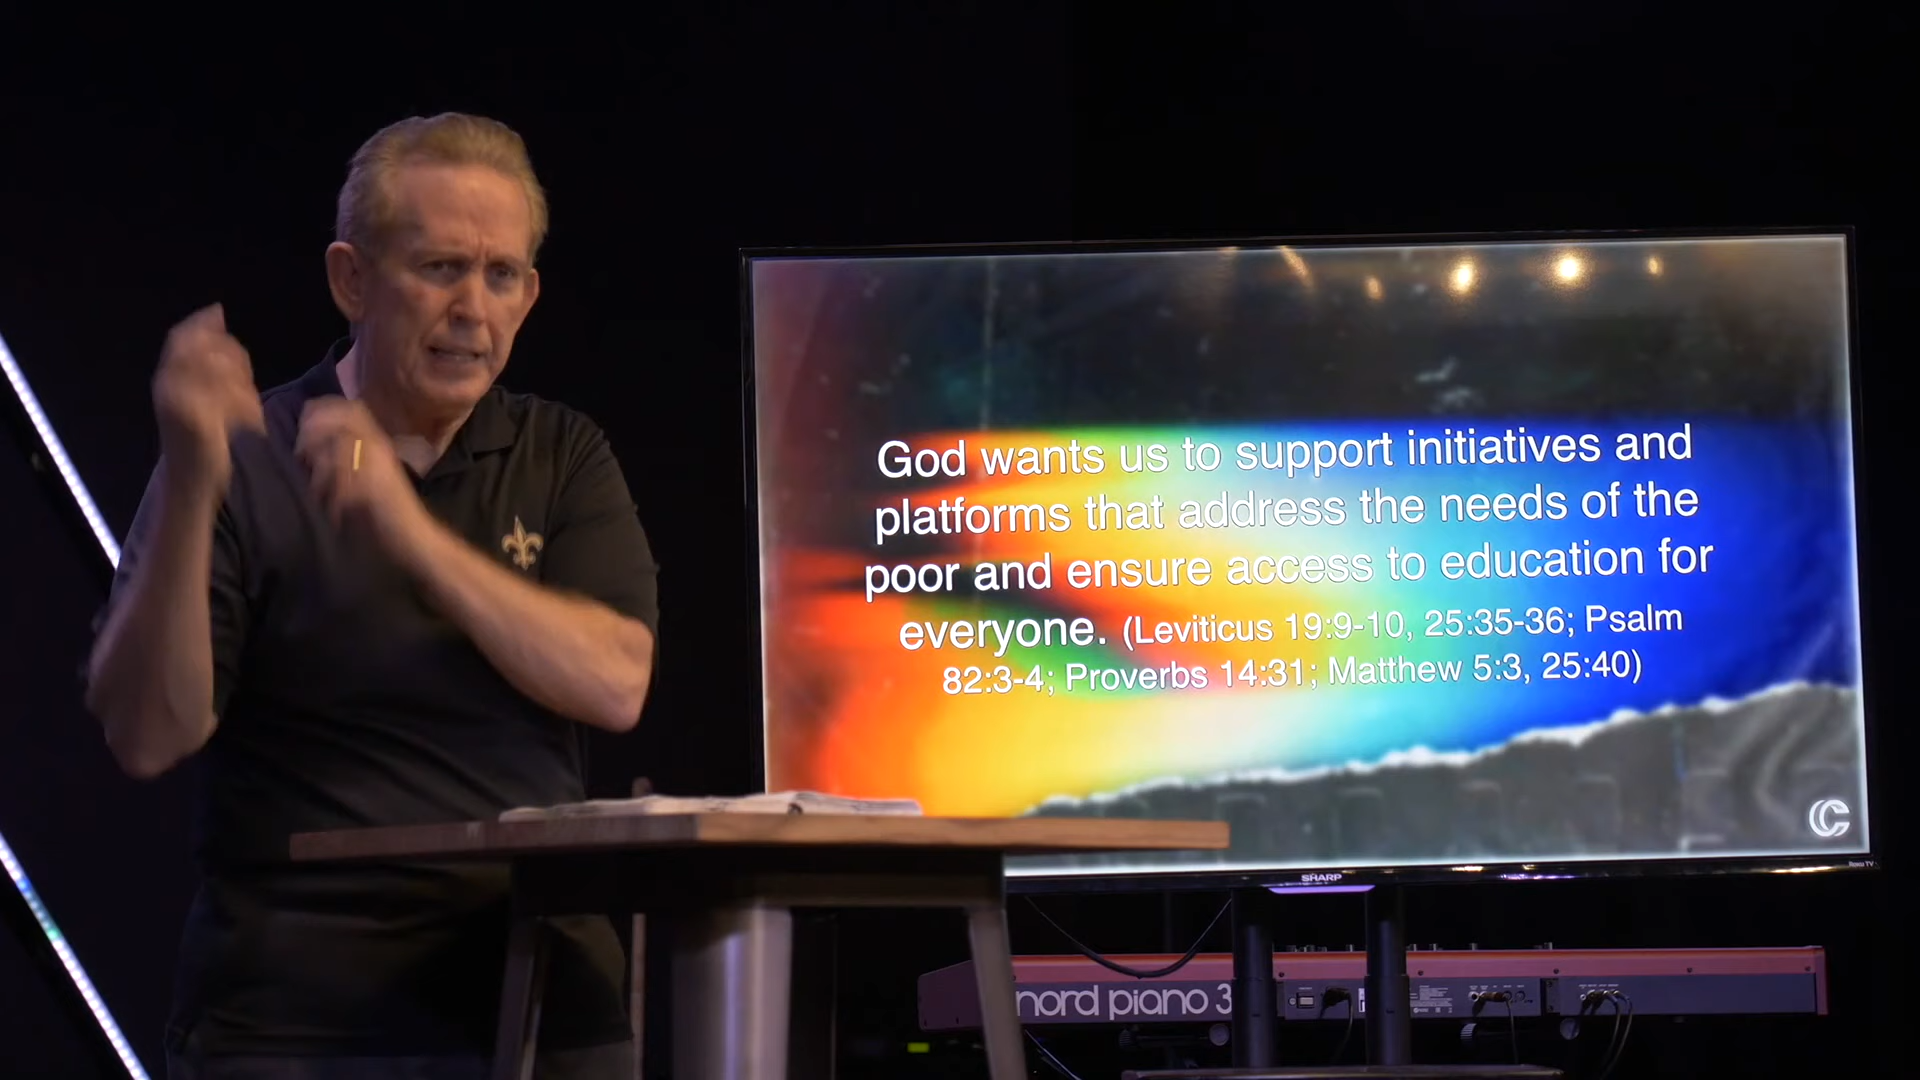 God wants us to support initiatives and
platforms that address the needs of the
poor and ensure access to education for
everyone. (Leviticus 19:9-10, 25:35-36; Psalm
82:3-4; Proverbs 14:31; Matthew 5:3, 25:40)
Roku TV
SHARP
nord piano 3